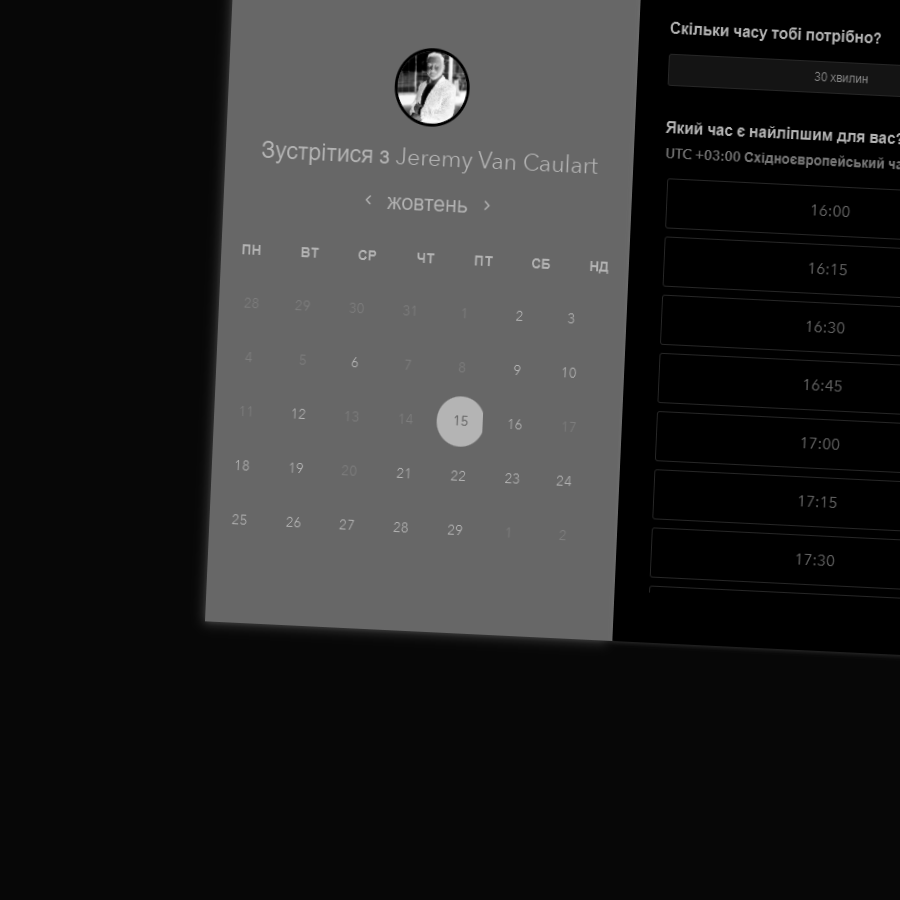 Зустрітися з Jeremy Van Caulart
‹ жовтень ›
ПН ВТ СР ЧТ ПТ СБ НД
28 29 30 31 1 2 3
4 5 6 7 8 9 10
11 12 13 14 15 16 17
18 19 20 21 22 23 24
25 26 27 28 29 1 2
Скільки часу тобі потрібно?
30 хвилин
Який час є найліпшим для вас?
UTC +03:00 Східноєвропейський
16:00
16:15
16:30
16:45
17:00
17:15
17:30